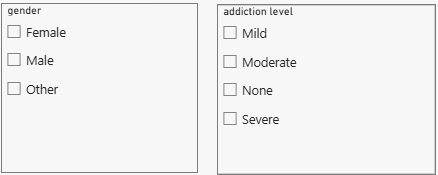 gender
Female
Male
Other
addiction level
Mild
Moderate
None
Severe